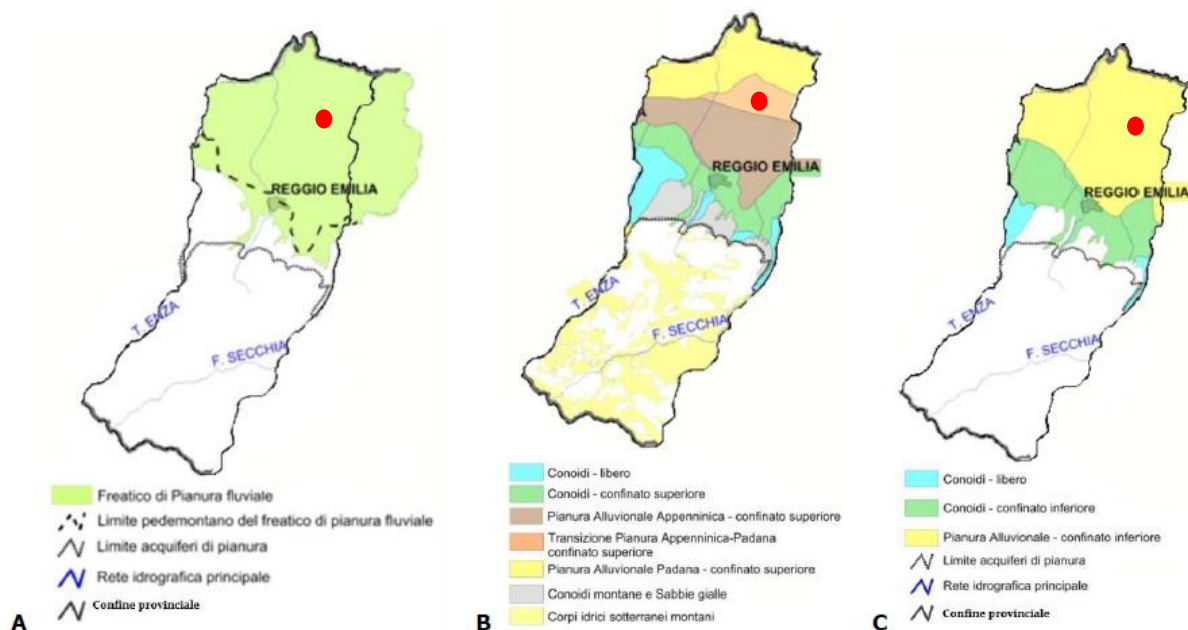 REGGIO EMILIA
T. ENZA
F. SECCHIA
Freatico di Pianura fluviale
Limite pedemontano del freatico di pianura fluviale
Limite acquiferi di pianura
Rete idrografica principale
Confine provinciale
A
REGGIO EMILIA
T. ENZA
F. SECCHIA
Conoidi - libero
Conoidi - confinato superiore
Pianura Alluvionale Appenninica - confinato superiore
Transizione Pianura Appenninica-Padana
confinato superiore
Pianura Alluvionale Padana - confinato superiore
Conoidi montane e Sabbie gialle
Corpi idrici sotterranei montani
B
REGGIO EMILIA
T. ENZA
F. SECCHIA
Conoidi - libero
Conoidi - confinato inferiore
Pianura Alluvionale - confinato inferiore
Limite acquiferi di pianura
Rete idrografica principale
Confine provinciale
C